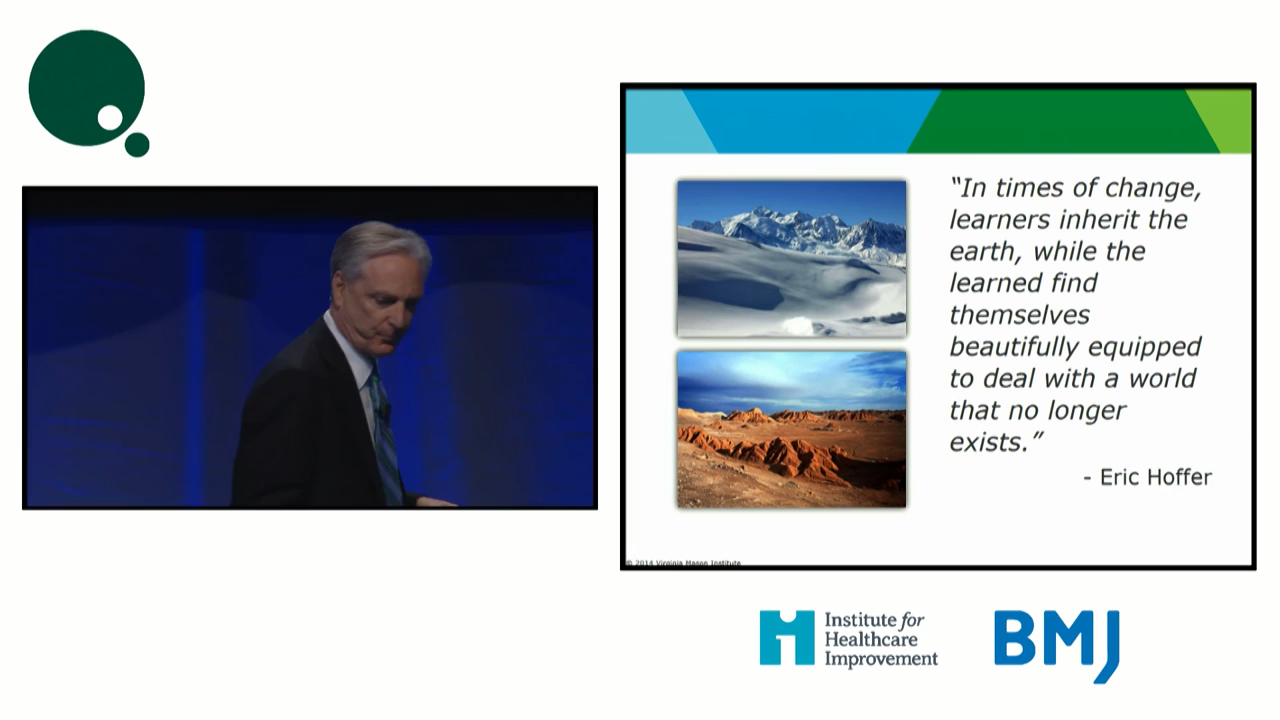 “In times of change,
learners inherit the
earth, while the
learned find
themselves
beautifully equipped
to deal with a world
that no longer
exists.”
- Eric Hoffer
© 2014 Virginia Mason Institute
Institute for
Healthcare
Improvement
BMJ